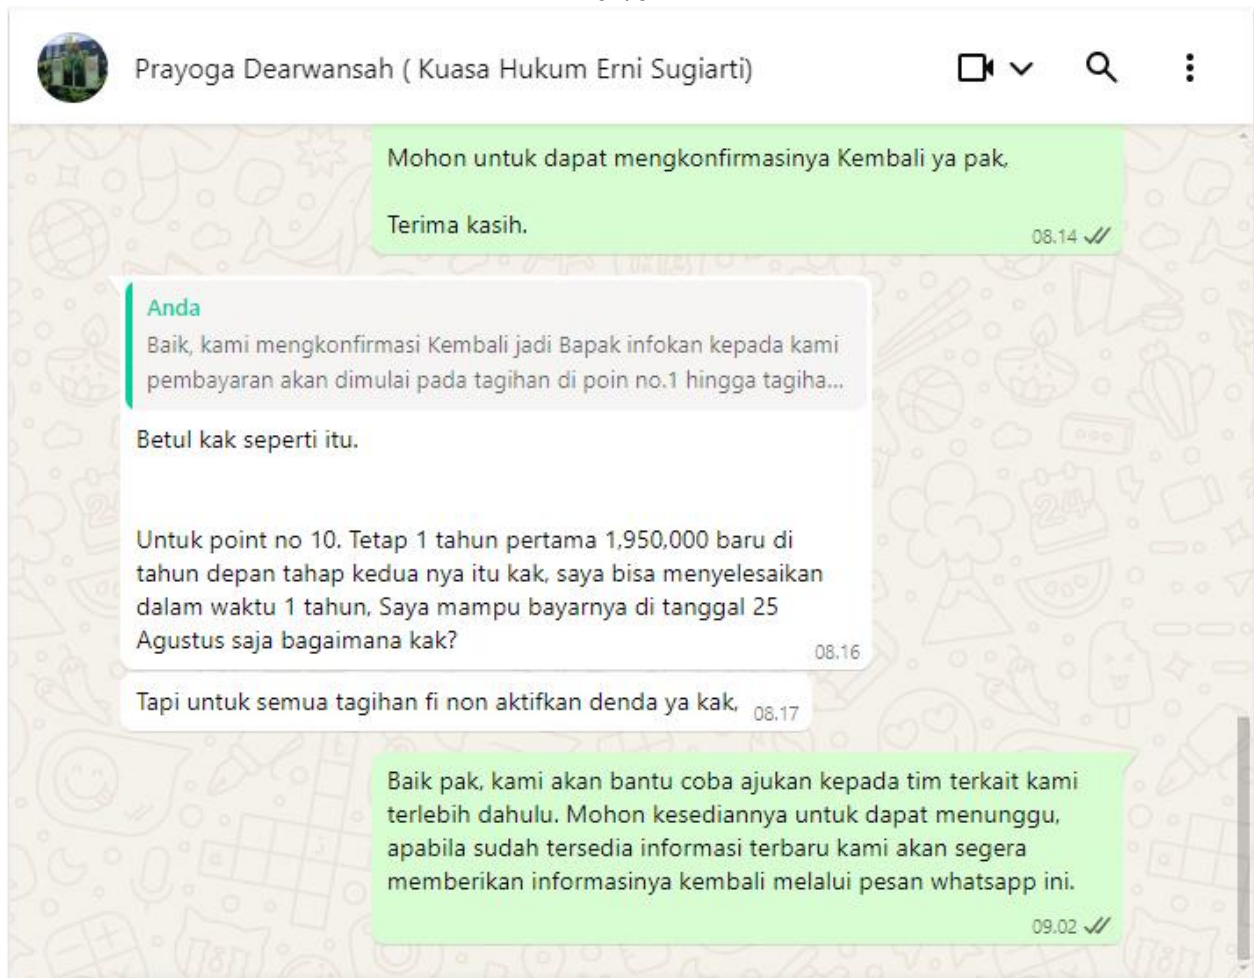 Prayoga Dearwansah ( Kuasa Hukum Erni Sugiarti)
Mohon untuk dapat mengkonfirmasinya Kembali ya pak,
Terima kasih.
08.14
Anda
Baik, kami mengkonfirmasi Kembali jadi Bapak infokan kepada kami
pembayaran akan dimulai pada tagihan di poin no.1 hingga tagiha...
Betul kak seperti itu.
Untuk point no 10. Tetap 1 tahun pertama 1,950,000 baru di
tahun depan tahap kedua nya itu kak, saya bisa menyelesaikan
dalam waktu 1 tahun, Saya mampu bayarnya di tanggal 25
Agustus saja bagaimana kak?
08.16
Tapi untuk semua tagihan fi non aktifkan denda ya kak,
08.17
Baik pak, kami akan bantu coba ajukan kepada tim terkait kami
terlebih dahulu. Mohon kesediannya untuk dapat menunggu,
apabila sudah tersedia informasi terbaru kami akan segera
memberikan informasinya kembali melalui pesan whatsapp ini.
09.02